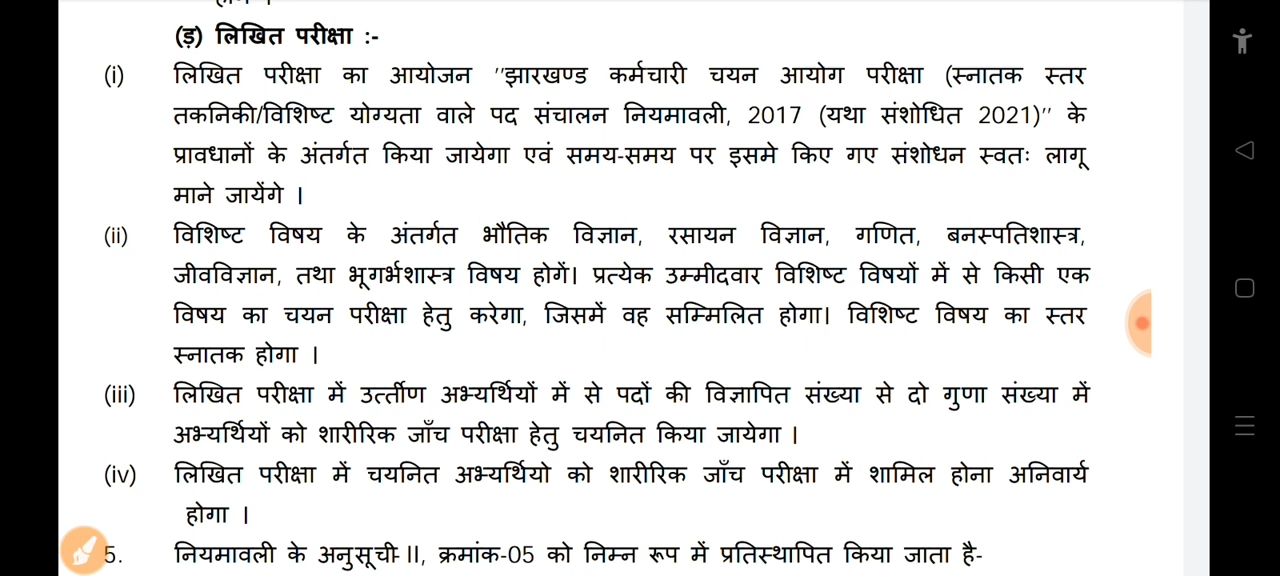 (ड़) लिखित परीक्षा :-
(i) लिखित परीक्षा का आयोजन ''झारखण्ड कर्मचारी चयन आयोग परीक्षा (स्नातक स्तर
तकनिकी/विशिष्ट योग्यता वाले पद संचालन नियमावली, 2017 (यथा संशोधित 2021)'' के
प्रावधानों के अंतर्गत किया जायेगा एवं समय-समय पर इसमे किए गए संशोधन स्वतः लागू
माने जायेंगे ।
(ii) विशिष्ट विषय के अंतर्गत भौतिक विज्ञान, रसायन विज्ञान, गणित, बनस्पतिशास्त्र,
जीवविज्ञान, तथा भूगर्भशास्त्र विषय होगें। प्रत्येक उम्मीदवार विशिष्ट विषयों में से किसी एक
विषय का चयन परीक्षा हेतु करेगा, जिसमें वह सम्मिलित होगा। विशिष्ट विषय का स्तर
स्नातक होगा ।
(iii) लिखित परीक्षा में उर्त्तीण अभ्यर्थियों में से पदों की विज्ञापित संख्या से दो गुणा संख्या में
अभ्यर्थियों को शारीरिक जाँच परीक्षा हेतु चयनित किया जायेगा ।
(iv) लिखित परीक्षा में चयनित अभ्यर्थियो को शारीरिक जाँच परीक्षा में शामिल होना अनिवार्य
होगा ।
5. नियमावली के अनुसूची-II, क्रमांक-05 को निम्न रूप में प्रतिस्थापित किया जाता है-